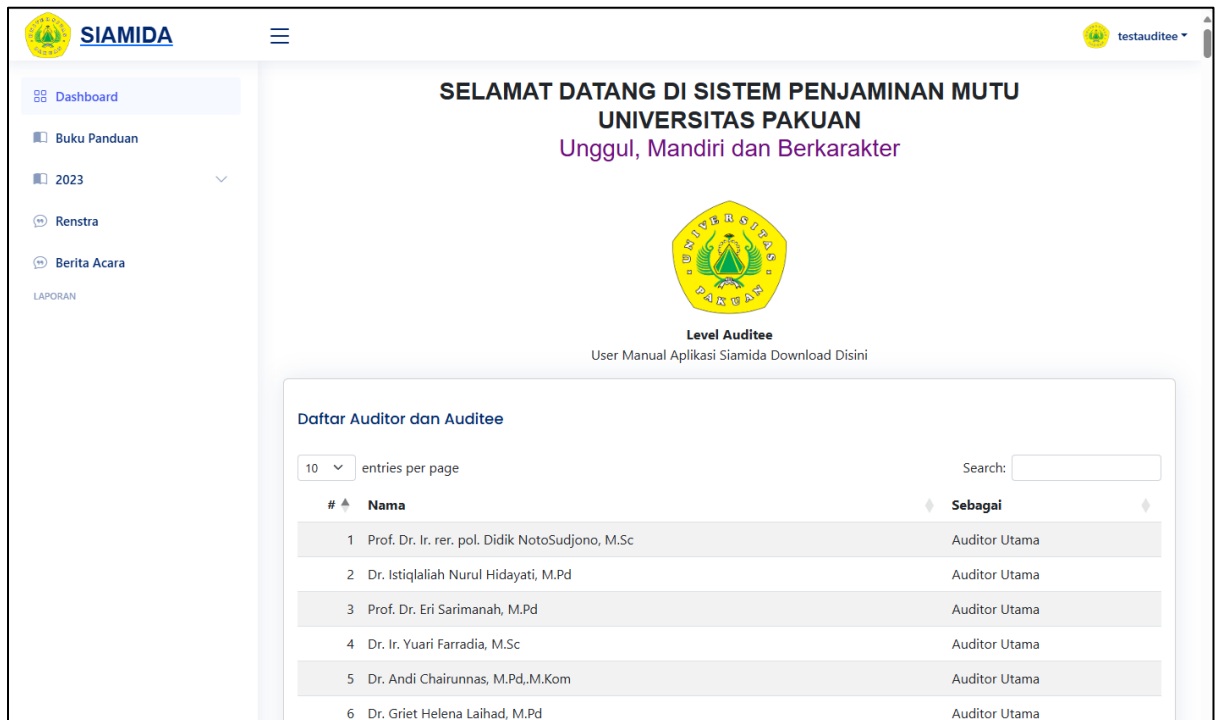 SIAMIDA
testauditee
Dashboard
Buku Panduan
2023
Renstra
Berita Acara
LAPORAN
SELAMAT DATANG DI SISTEM PENJAMINAN MUTU
UNIVERSITAS PAKUAN
Unggul, Mandiri dan Berkarakter
UNIVERSITAS
PAKUAN
Level Auditee
User Manual Aplikasi Siamida Download Disini
Daftar Auditor dan Auditee
10 entries per page Search:
# Nama Sebagai
1 Prof. Dr. Ir. rer. pol. Didik NotoSudjono, M.Sc Auditor Utama
2 Dr. Istiqlaliah Nurul Hidayati, M.Pd Auditor Utama
3 Prof. Dr. Eri Sarimanah, M.Pd Auditor Utama
4 Dr. Ir. Yuari Farradia, M.Sc Auditor Utama
5 Dr. Andi Chairunnas, M.Pd,.M.Kom Auditor Utama
6 Dr. Griet Helena Laihad, M.Pd Auditor Utama